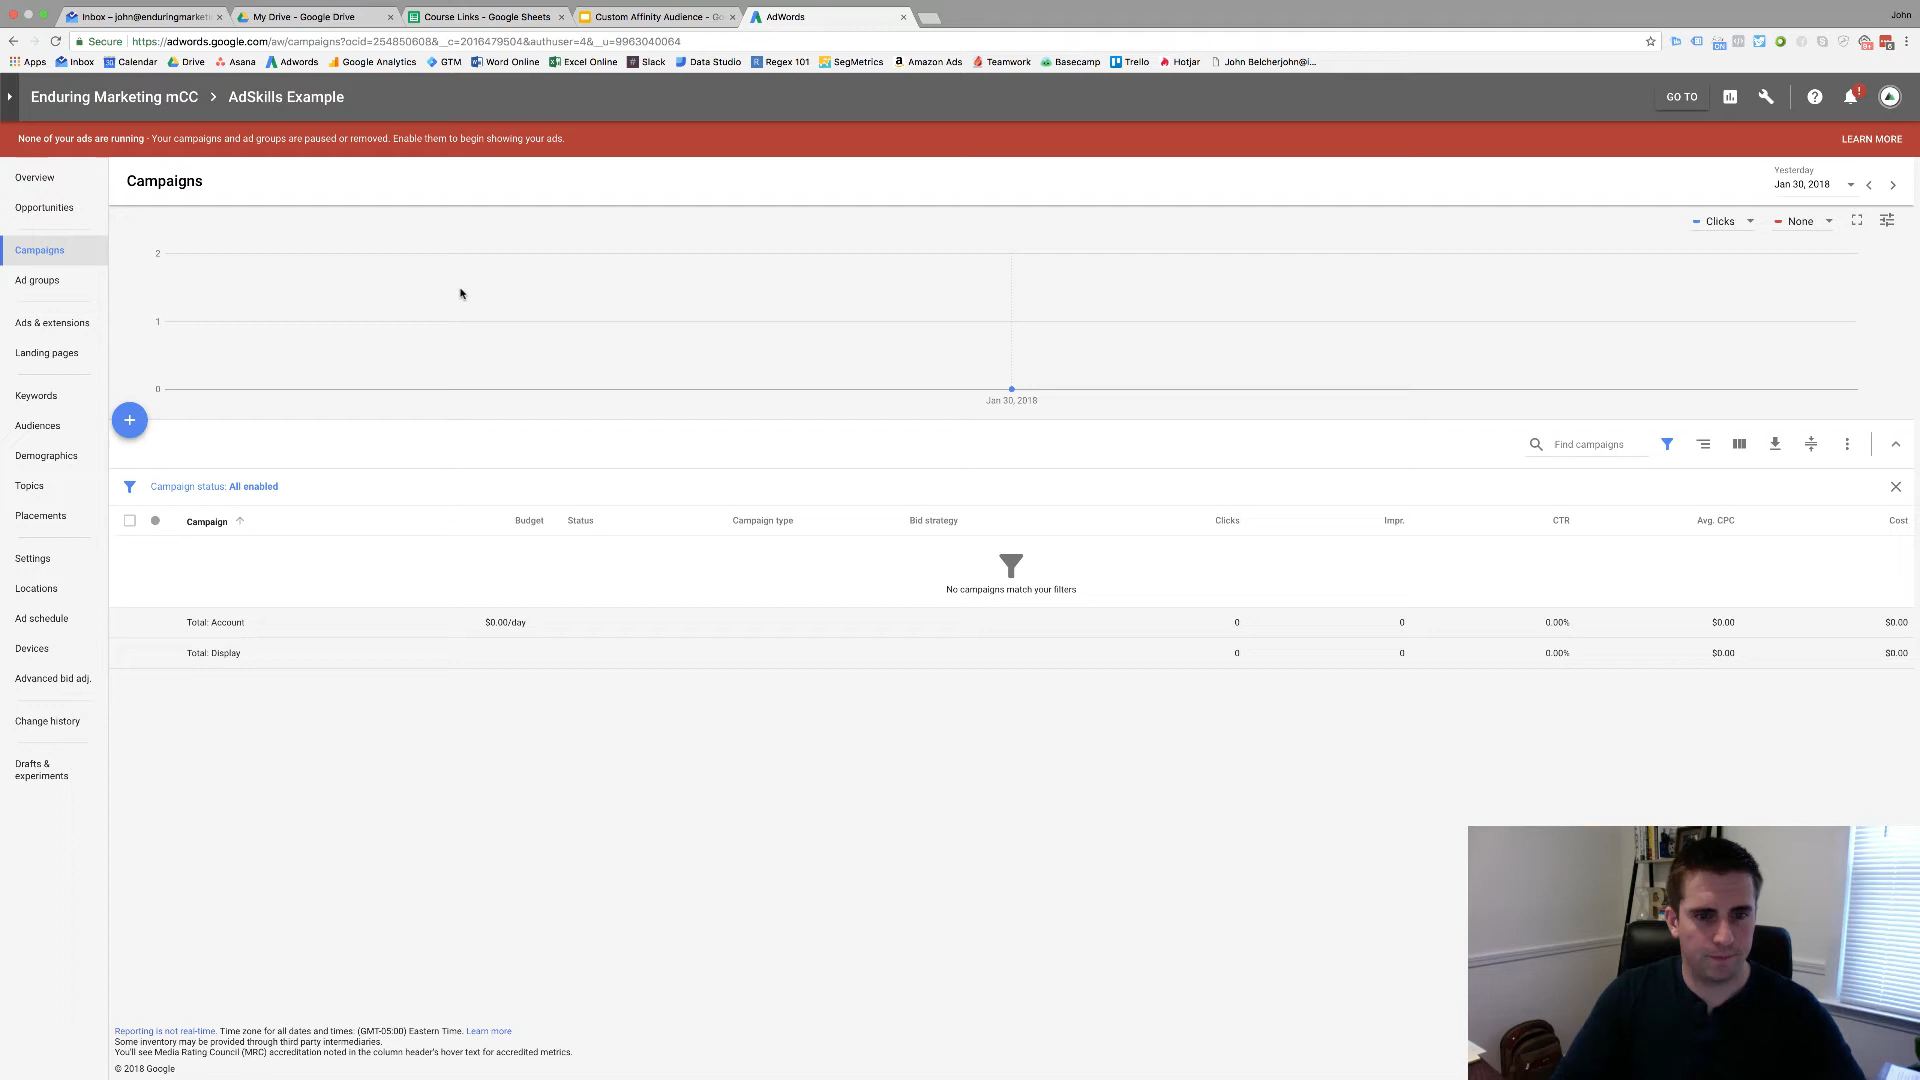 Inbox – john@enduringmarketi
My Drive - Google Drive
Course Links - Google Sheets
Custom Affinity Audience - Go
AdWords
John
Secure
https://adwords.google.com/aw/campaigns?ocid=254850608&__c=2016479504&authuser=4&__u=9963040064
Apps
Inbox
Calendar
Drive
Asana
Adwords
Google Analytics
GTM
Word Online
Excel Online
Slack
Data Studio
Regex 101
SegMetrics
Amazon Ads
Teamwork
Basecamp
Trello
Hotjar
John Belcherjohn@i...
Enduring Marketing mCC > AdSkills Example
GO TO
None of your ads are running - Your campaigns and ad groups are paused or removed. Enable them to begin showing your ads.
LEARN MORE
Overview
Opportunities
Campaigns
Ad groups
Ads & extensions
Landing pages
Keywords
Audiences
Demographics
Topics
Placements
Settings
Locations
Ad schedule
Devices
Advanced bid adj.
Change history
Drafts &
experiments
Campaigns
Yesterday
Jan 30, 2018
Clicks
None
2
1
0
Jan 30, 2018
Find campaigns
Campaign status: All enabled
Campaign Budget Status Campaign type Bid strategy Clicks Impr. CTR Avg. CPC Cost
No campaigns match your filters
Total: Account $0.00/day 0 0 0.00% $0.00 $0.00
Total: Display 0 0 0.00% $0.00 $0.00
Reporting is not real-time. Time zone for all dates and times: (GMT-05:00) Eastern Time. Learn more
Some inventory may be provided through third party intermediaries.
You'll see Media Rating Council (MRC) accreditation noted in the column header's hover text for accredited metrics.
© 2018 Google